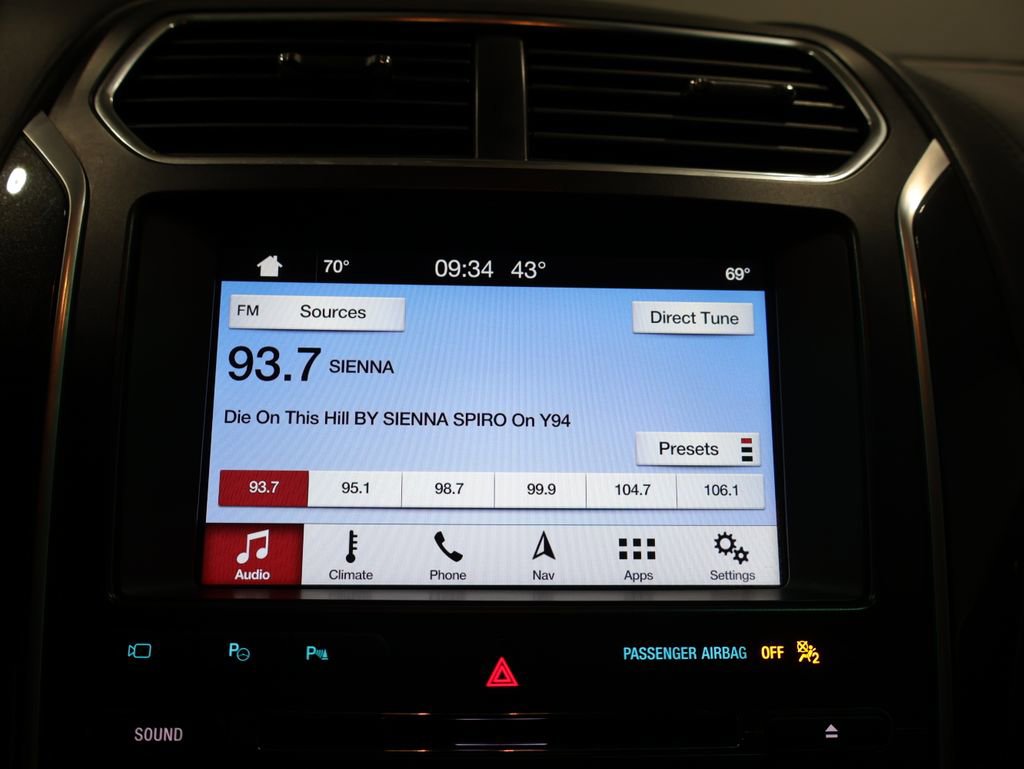 70° 09:34 43° 69°
FM Sources Direct Tune
93.7 SIENNA
Die On This Hill BY SIENNA SPIRO On Y94
Presets
93.7 95.1 98.7 99.9 104.7 106.1
Audio Climate Phone Nav Apps Settings
P P PASSENGER AIRBAG OFF 2
SOUND